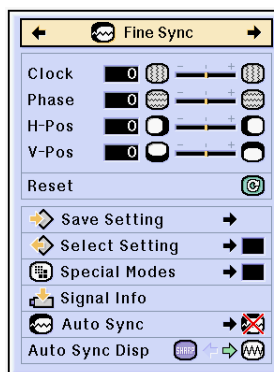 Fine Sync
Clock 0
Phase 0
H-Pos 0
V-Pos 0
Reset
Save Setting
Select Setting
Special Modes
Signal Info
Auto Sync
Auto Sync Disp SHARP